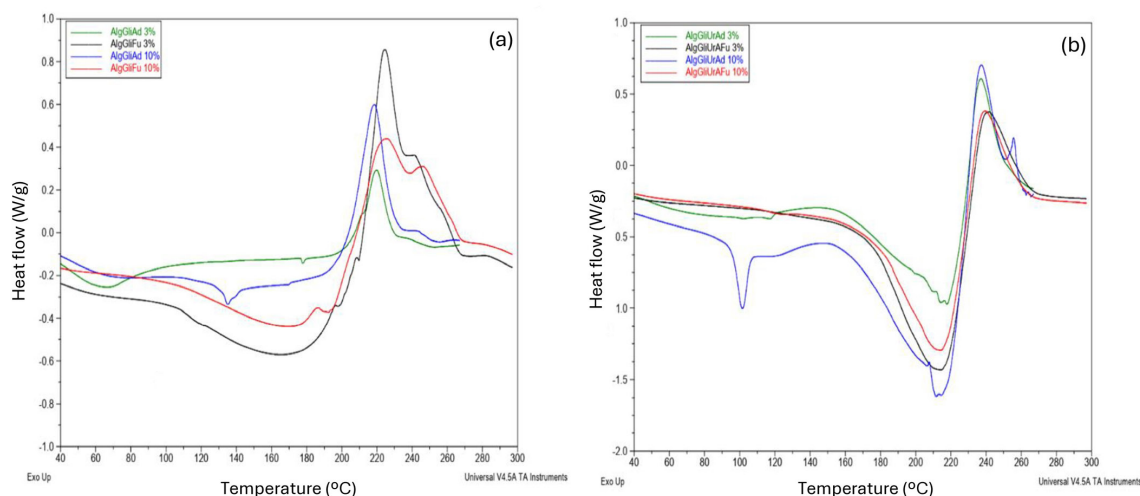 (a)
AlgGliAd 3%
AlgGliFu 3%
AlgGliAd 10%
AlgGliFu 10%
Heat flow (W/g)
1.0
0.8
0.6
0.4
0.2
0.0
-0.2
-0.4
-0.6
-0.8
-1.0
40 60 80 100 120 140 160 180 200 220 240 260 280 300
Exo Up
Temperature (ºC)
Universal V4.5A TA Instruments
(b)
AlgGliUrAd 3%
AlgGliUrAFu 3%
AlgGliUrAd 10%
AlgGliUrAFu 10%
Heat flow (W/g)
-1.0
0.5
0.0
0.5
1.0
-1.5
-2.0
40 60 80 100 120 140 160 180 200 220 240 260 280 300
Exo Up
Temperature (ºC)
Universal V4.5A TA Instruments